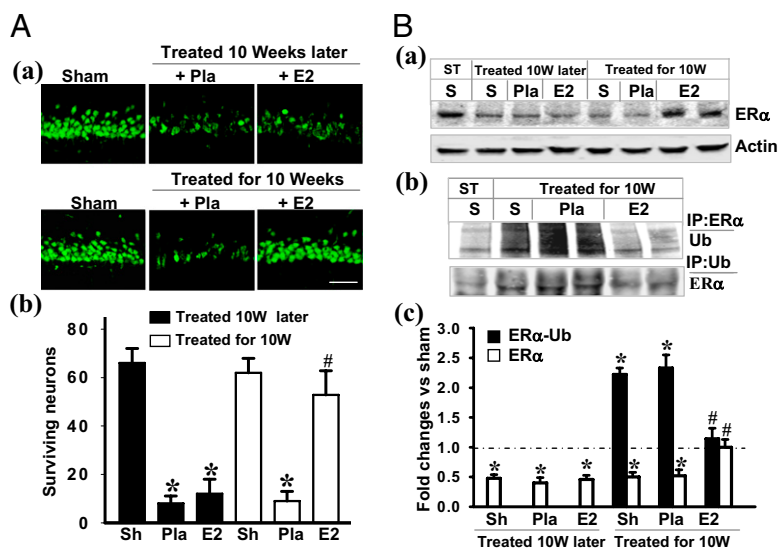 A
(a)
Treated 10 Weeks later
Sham
+ Pla
+ E2
Treated for 10 Weeks
Sham
+ Pla
+ E2
(b)
Treated 10W later
Treated for 10W
Surviving neurons
80
60
40
20
0
*
*
*
#
Sh Pla E2 Sh Pla E2
B
(a)
ST Treated 10W later Treated for 10W
S S Pla E2 S Pla E2
ERα
Actin
(b)
ST Treated for 10W
S S Pla E2
IP:ERα
Ub
IP:Ub
ERα
(c)
ERα-Ub
ERα
Fold changes vs sham
3.0
2.5
2.0
1.5
1.0
0.5
0.0
* * * * * * * # #
Sh Pla E2 Sh Pla E2
Treated 10W later Treated for 10W